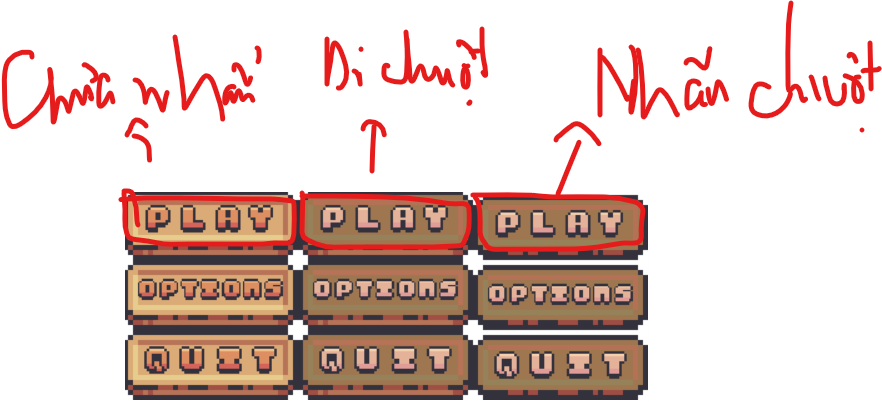 Chưa nhấn Di chuột Nhấn chuột
PLAY PLAY PLAY
OPTIONS OPTIONS OPTIONS
QUIT QUIT QUIT